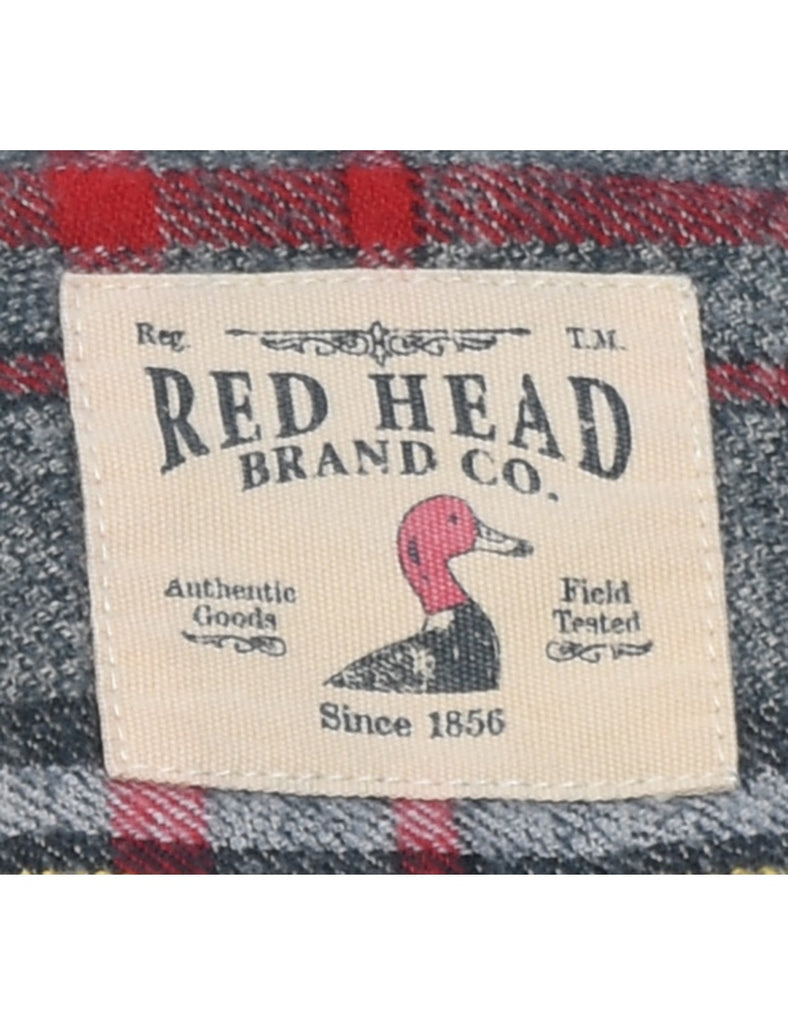 Reg. T.M.
RED HEAD
BRAND CO.
Authentic
Goods
Field
Tested
Since 1856